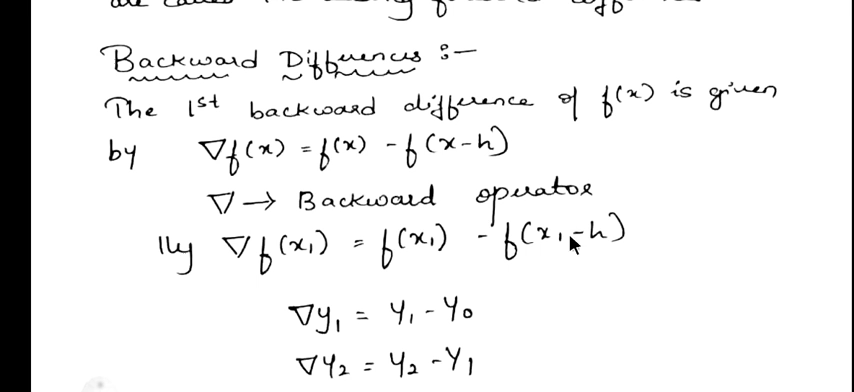 Backward Differences :-
The 1st backward difference of f(x) is given
by ∇f(x) = f(x) - f(x-h)
∇ → Backward operator
llly ∇f(x₁) = f(x₁) - f(x₁-h)
∇y₁ = y₁ - y₀
∇y₂ = y₂ - y₁